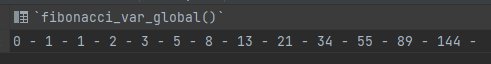 `fibonacci_var_global()`
0 - 1 - 1 - 2 - 3 - 5 - 8 - 13 - 21 - 34 - 55 - 89 - 144 -